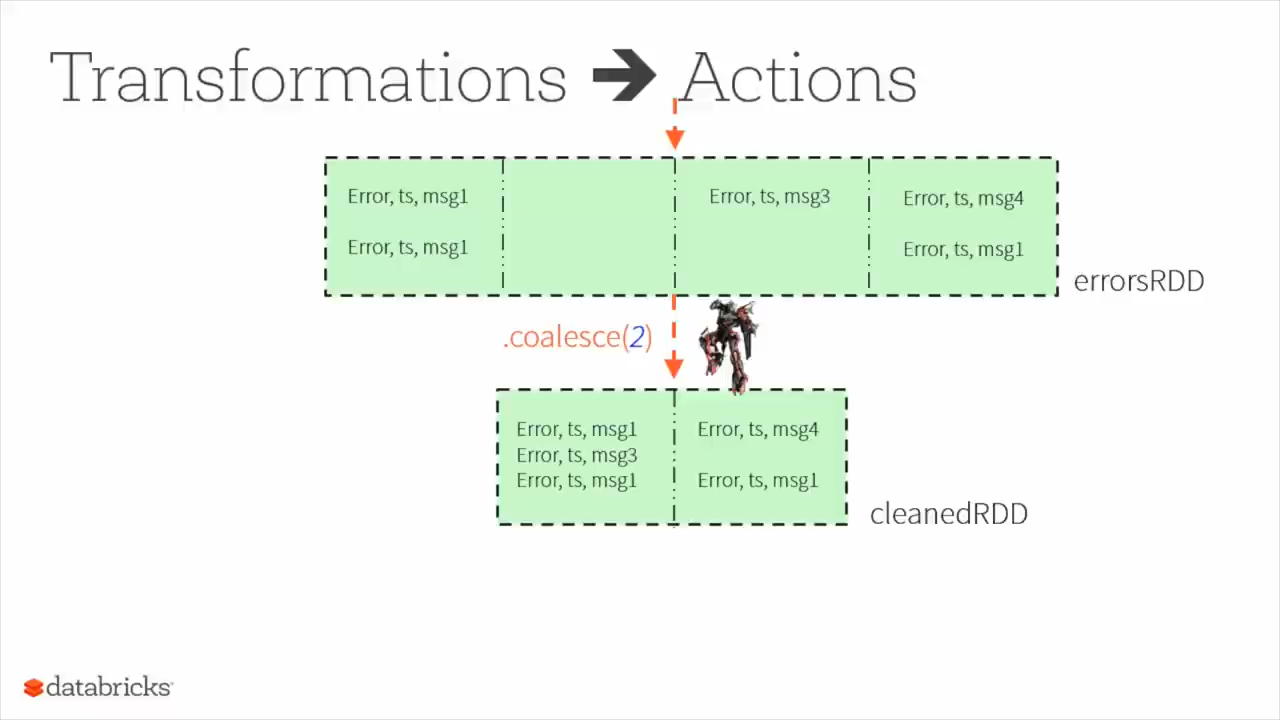 Transformations ➔ Actions
Error, ts, msg1
Error, ts, msg3
Error, ts, msg4
Error, ts, msg1
Error, ts, msg1
errorsRDD
.coalesce(2)
Error, ts, msg1
Error, ts, msg4
Error, ts, msg3
Error, ts, msg1
Error, ts, msg1
cleanedRDD
databricks